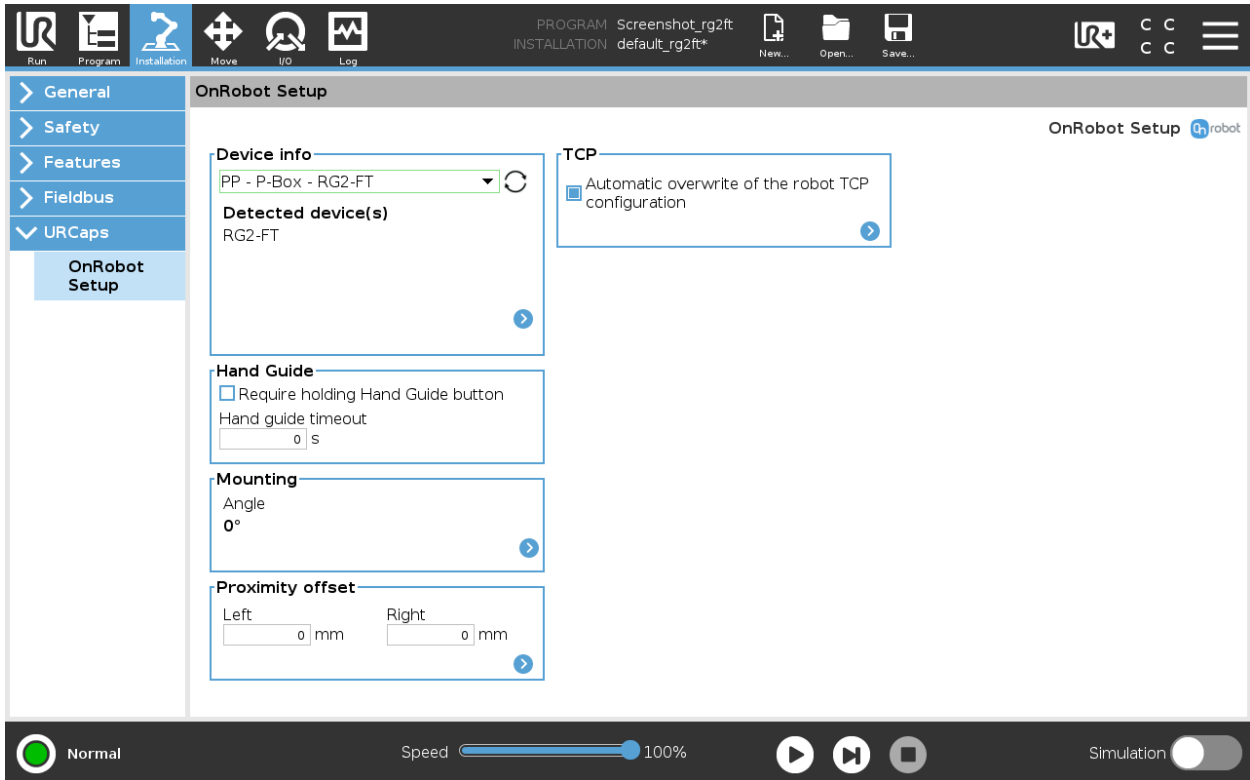 PROGRAM Screenshot_rg2ft
INSTALLATION default_rg2ft*
UR
Run
Program
Installation
Move
I/O
Log
New...
Open...
Save...
UR+
C C
C C
General
Safety
Features
Fieldbus
URCaps
OnRobot
Setup
OnRobot Setup
OnRobot Setup
On robot
Device info
PP - P-Box - RG2-FT
Detected device(s)
RG2-FT
TCP
Automatic overwrite of the robot TCP
configuration
Hand Guide
Require holding Hand Guide button
Hand guide timeout
0 s
Mounting
Angle
0°
Proximity offset
Left Right
0 mm 0 mm
Normal
Speed 100%
Simulation